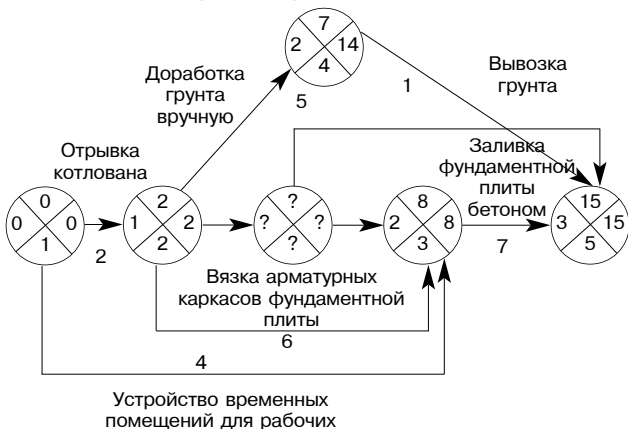 7
2 14
4
Доработка
грунта
вручную
5
1
Вывозка
грунта
Отрывка
котлована
Заливка
фундаментной
плиты
бетоном
0
0 0
1
2
2
1 2
2
?
? ?
?
8
2 8
3
7
15
3 15
5
Вязка арматурных
каркасов фундаментной
плиты
6
4
Устройство временных
помещений для рабочих